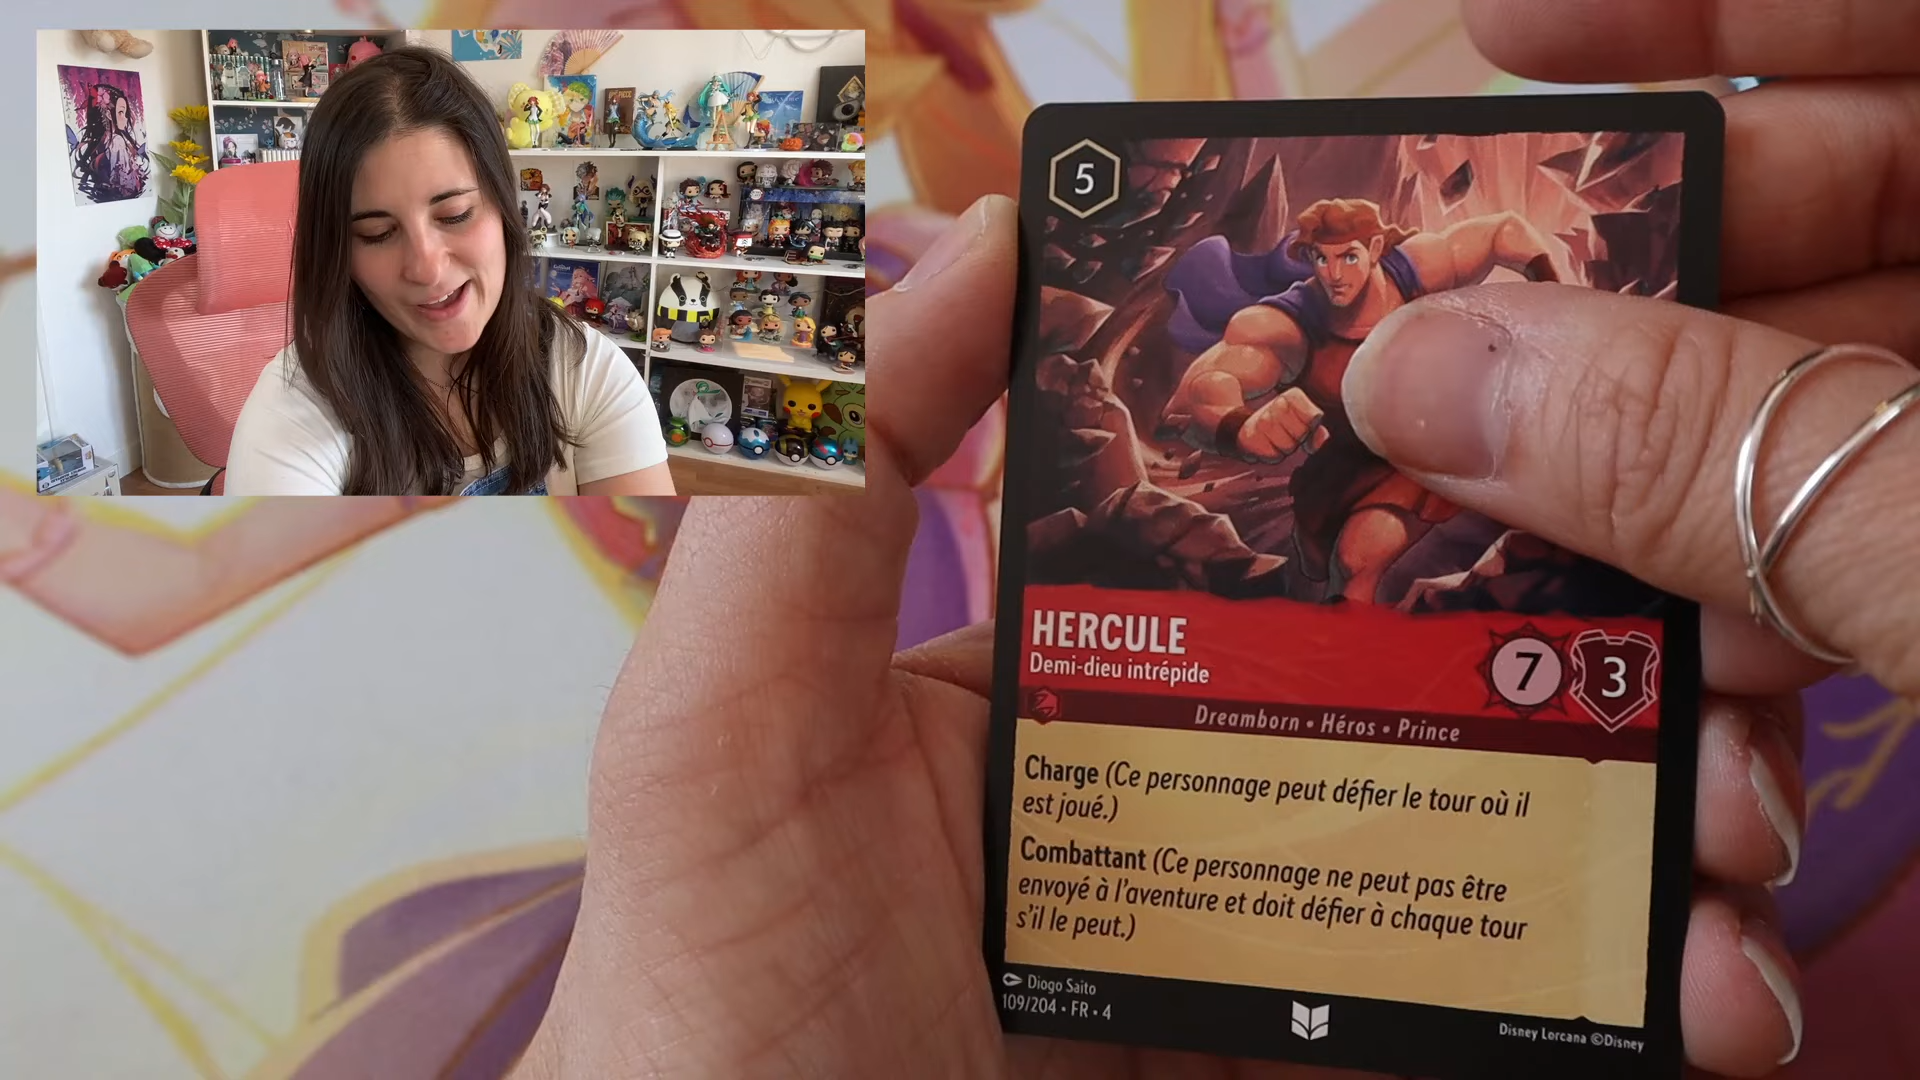 5
HERCULE
Demi-dieu intrépide
7
3
Dreamborn • Héros • Prince
Charge (Ce personnage peut défier le tour où il
est joué.)
Combattant (Ce personnage ne peut pas être
envoyé à l'aventure et doit défier à chaque tour
s'il le peut.)
Diogo Saito
109/204 • FR • 4
Disney Lorcana ©Disney